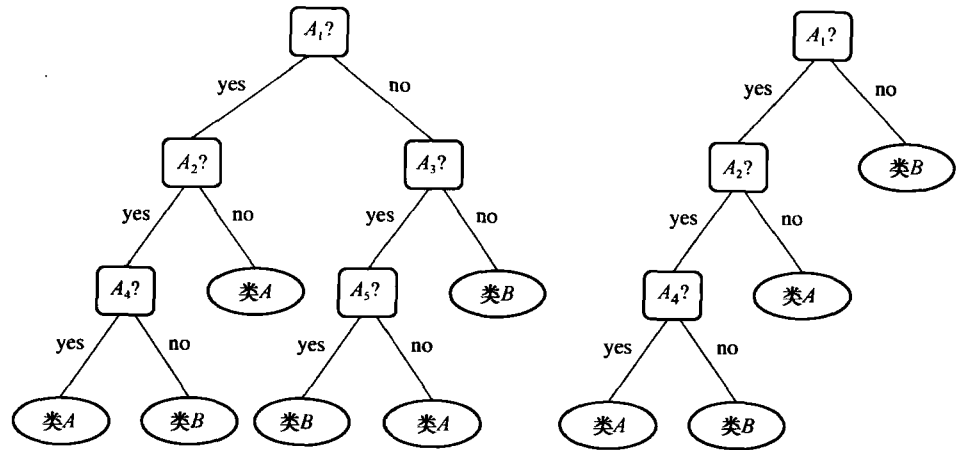 A₁?
yes
no
A₂?
A₃?
yes
no
yes
no
A₄?
类A
A₅?
类B
yes
no
yes
no
类A
类B
类B
类A
A₁?
yes
no
A₂?
类B
yes
no
A₄?
类A
yes
no
类A
类B